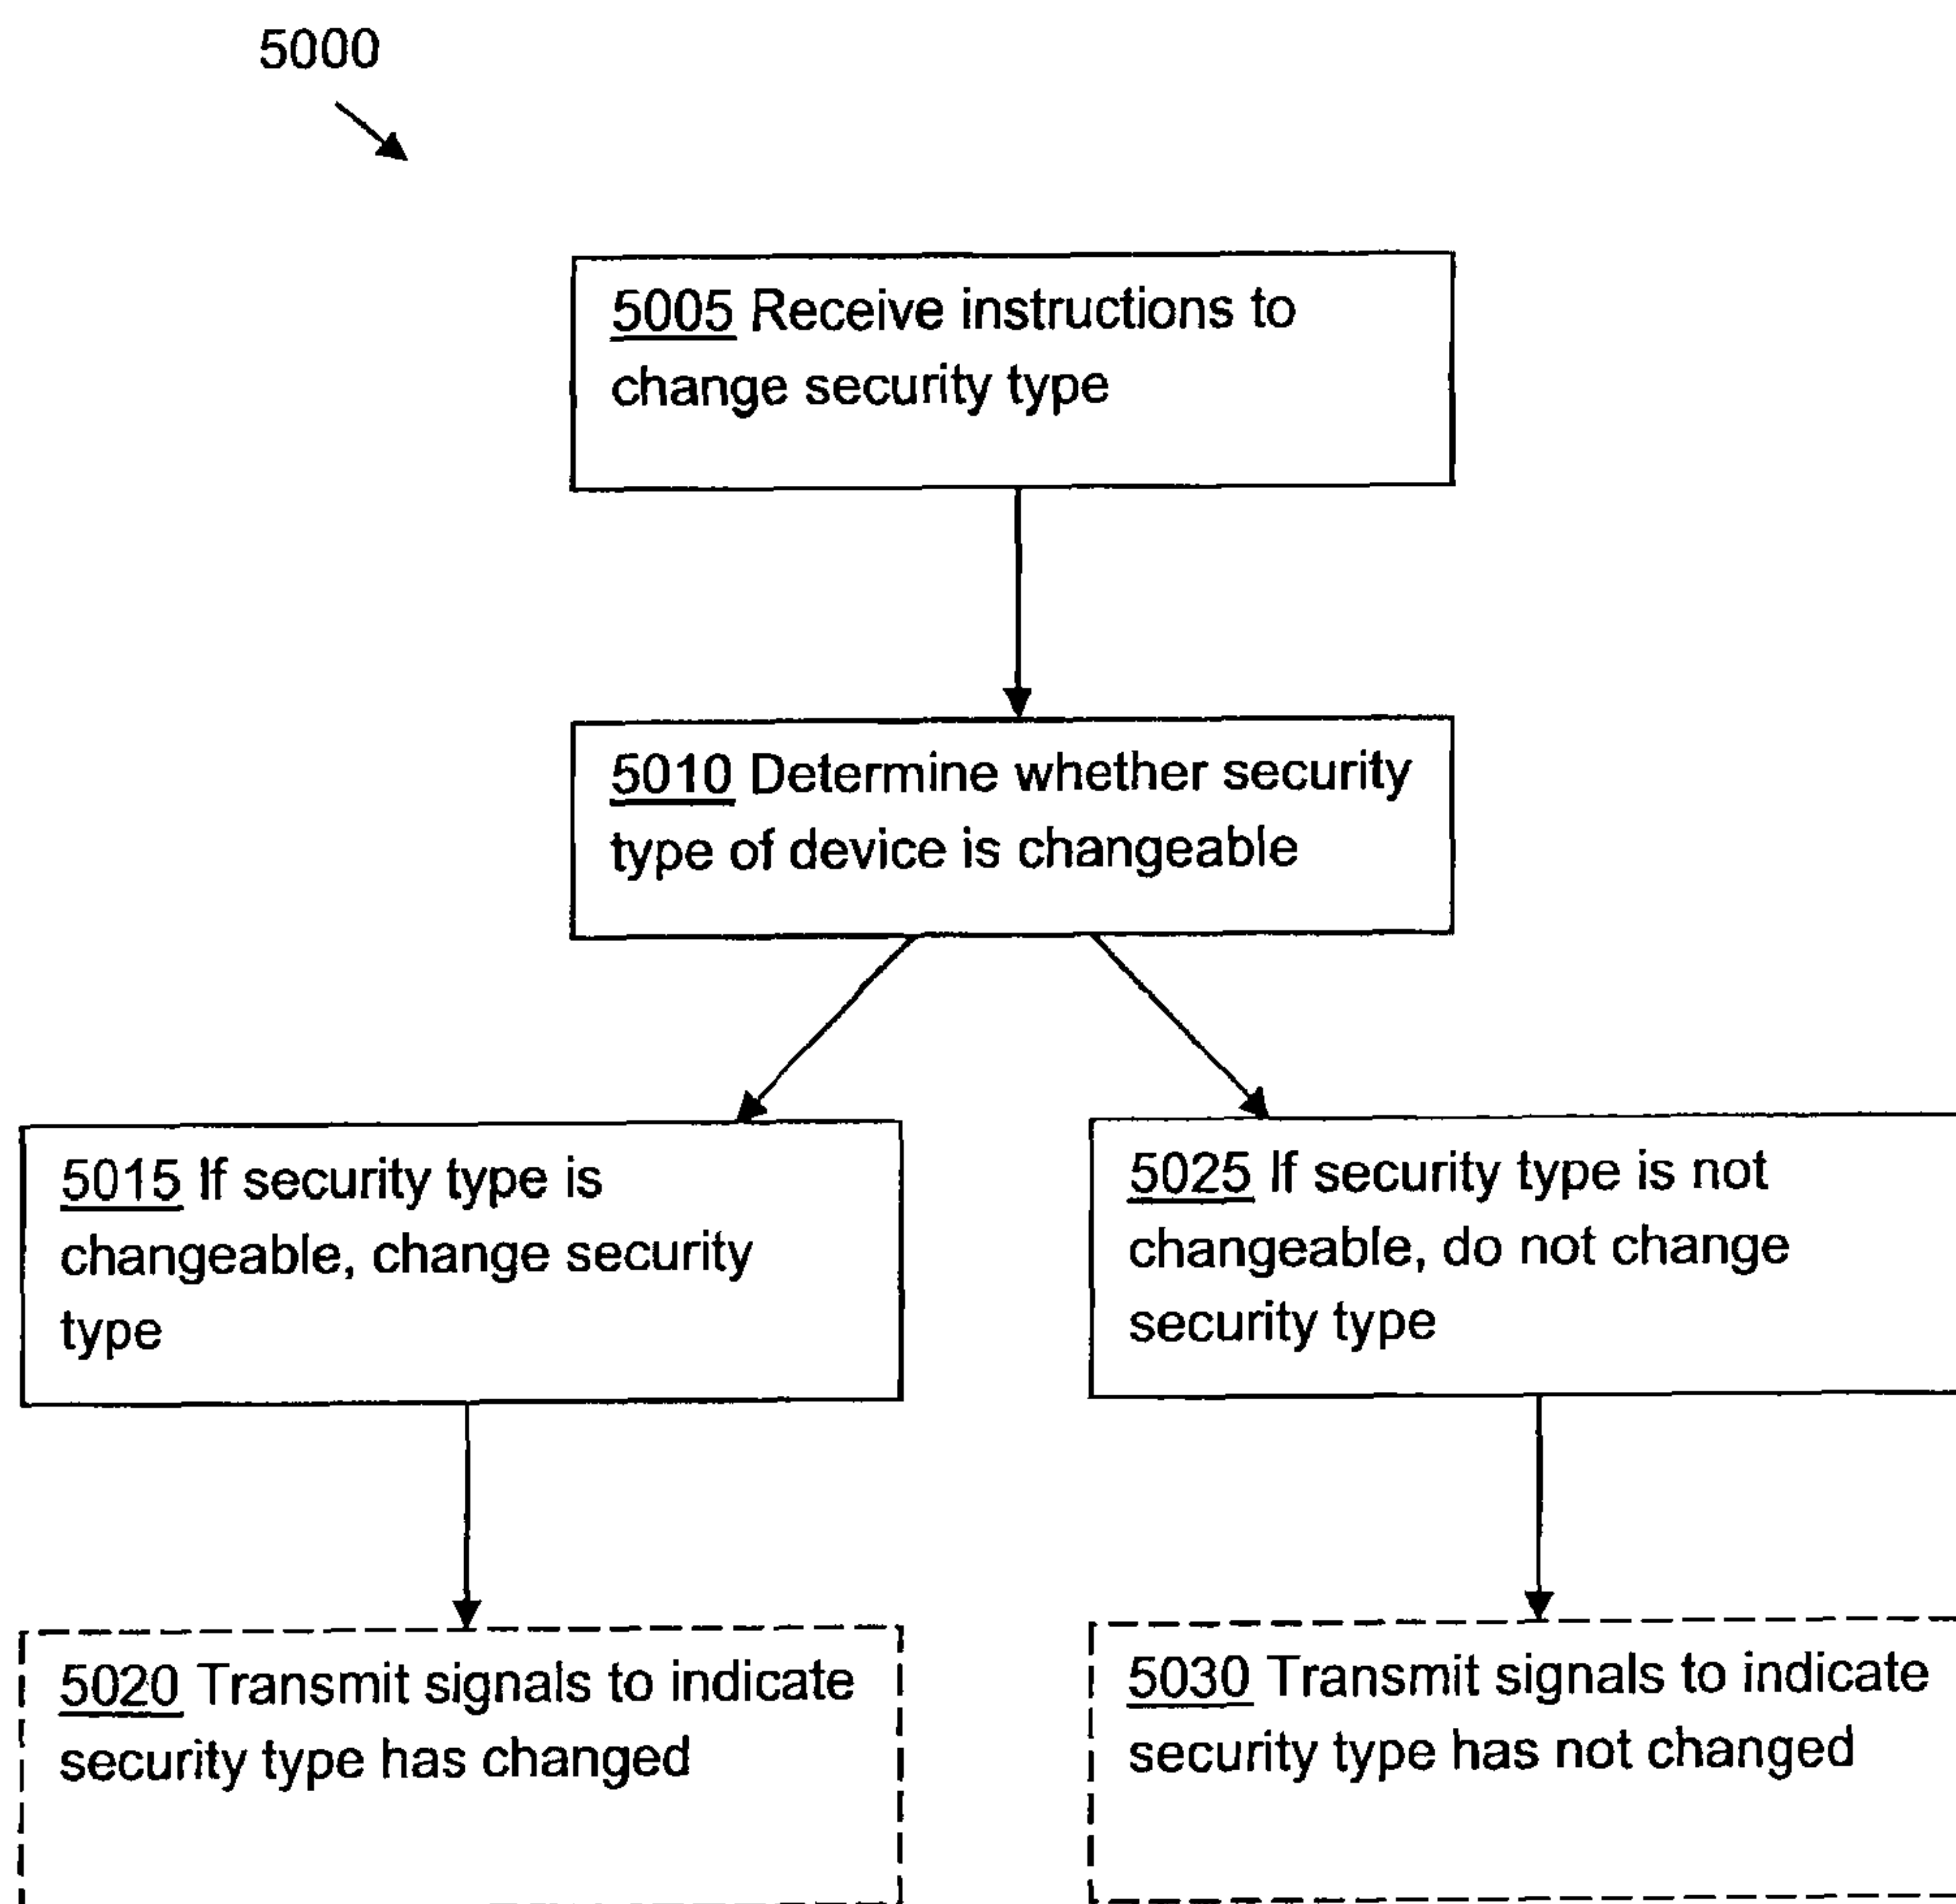 5000
5005 Receive instructions to
change security type
5010 Determine whether security
type of device is changeable
5015 If security type is
changeable, change security
type
5025 If security type is not
changeable, do not change
security type
5020 Transmit signals to indicate
security type has changed
5030 Transmit signals to indicate
security type has not changed